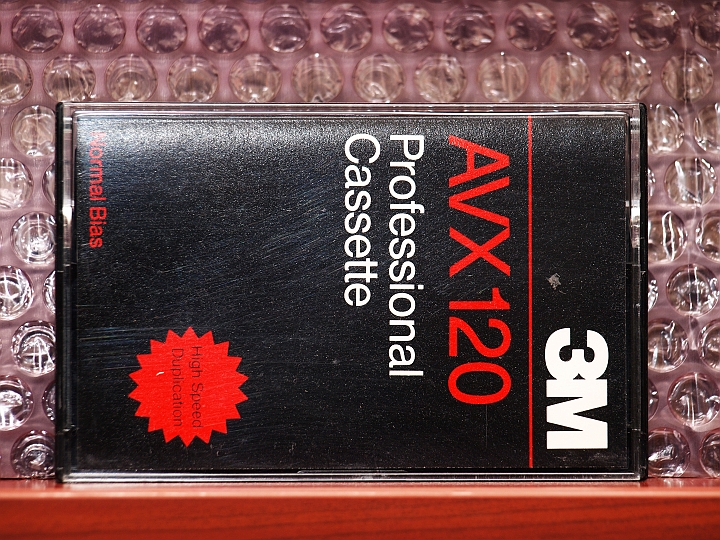 3M
AVX 120
Professional
Cassette
High Speed
Duplication
Normal Bias